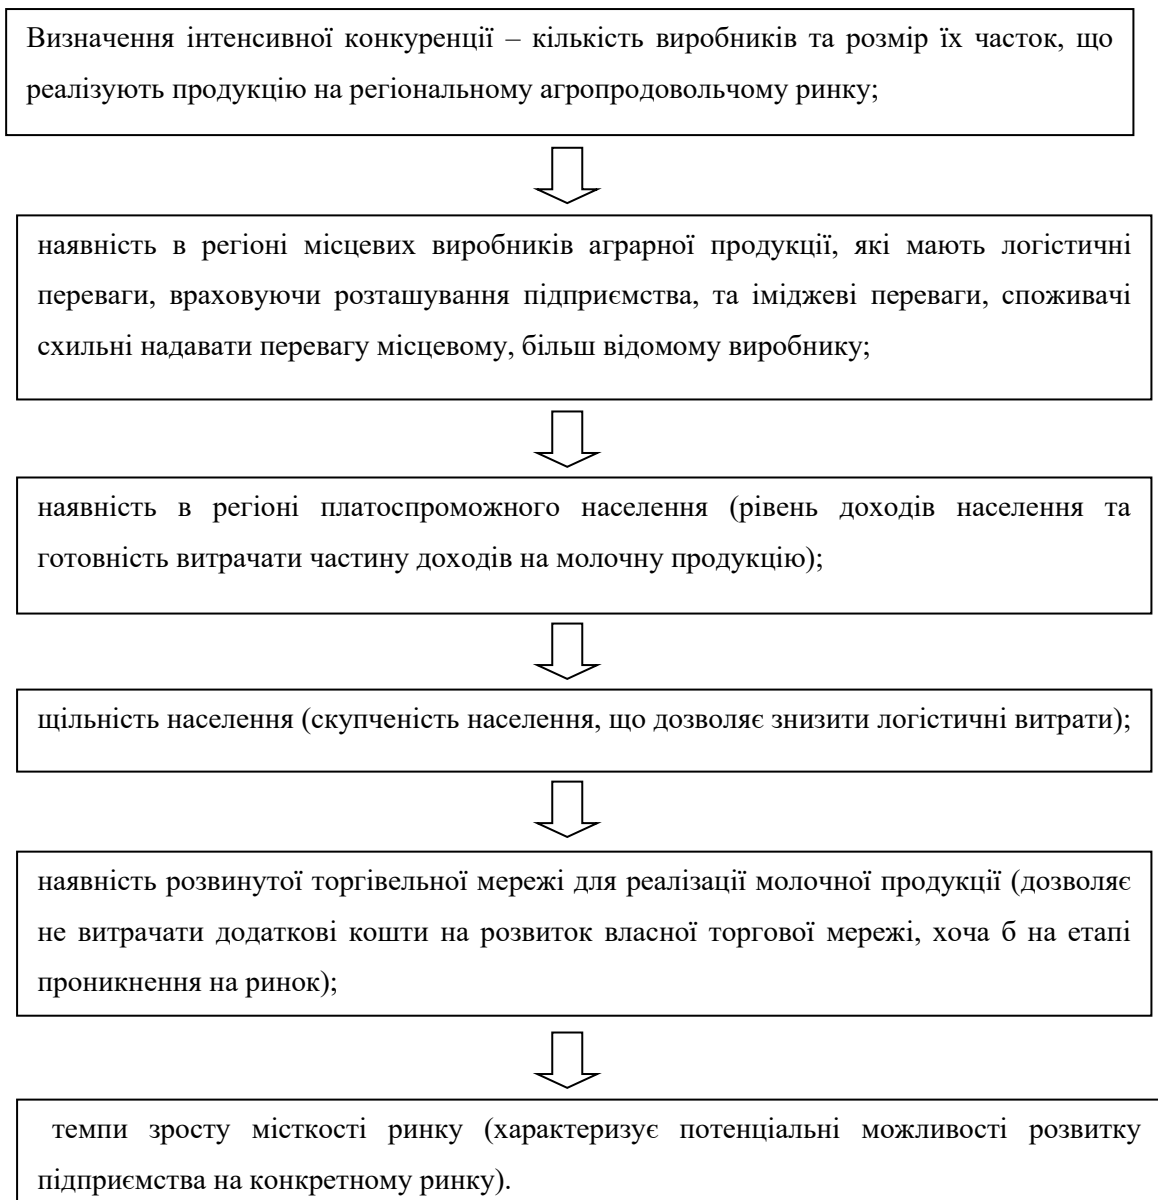 Визначення інтенсивної конкуренції – кількість виробників та розмір їх часток, що
реалізують продукцію на регіональному агропродовольчому ринку;
наявність в регіоні місцевих виробників аграрної продукції, які мають логістичні
переваги, враховуючи розташування підприємства, та іміджеві переваги, споживачі
схильні надавати перевагу місцевому, більш відомому виробнику;
наявність в регіоні платоспроможного населення (рівень доходів населення та
готовність витрачати частину доходів на молочну продукцію);
щільність населення (скупченість населення, що дозволяє знизити логістичні витрати);
наявність розвинутої торгівельної мережі для реалізації молочної продукції (дозволяє
не витрачати додаткові кошти на розвиток власної торгової мережі, хоча б на етапі
проникнення на ринок);
темпи зросту місткості ринку (характеризує потенціальні можливості розвитку
підприємства на конкретному ринку).